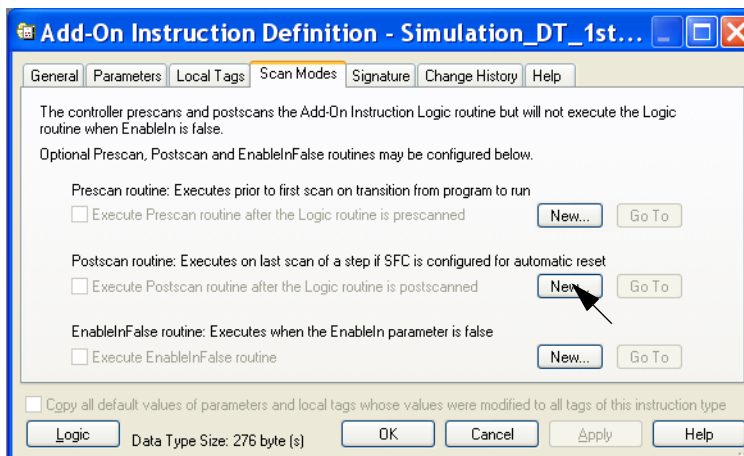 Add-On Instruction Definition - Simulation_DT_1st...
General Parameters Local Tags Scan Modes Signature Change History Help
The controller prescans and postscans the Add-On Instruction Logic routine but will not execute the Logic
routine when EnableIn is false.
Optional Prescan, Postscan and EnableInFalse routines may be configured below.
Prescan routine: Executes prior to first scan on transition from program to run
Execute Prescan routine after the Logic routine is prescanned New... Go To
Postscan routine: Executes on last scan of a step if SFC is configured for automatic reset
Execute Postscan routine after the Logic routine is postscanned New... Go To
EnableInFalse routine: Executes when the EnableIn parameter is false
Execute EnableInFalse routine New... Go To
Copy all default values of parameters and local tags whose values were modified to all tags of this instruction type
Logic Data Type Size: 276 byte (s) OK Cancel Apply Help